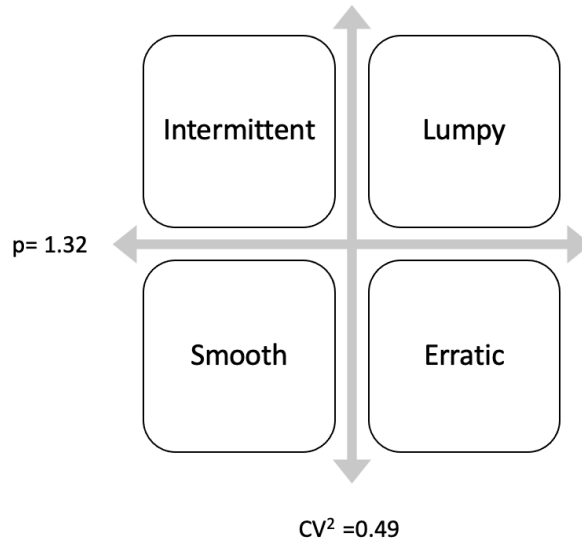 Intermittent
Lumpy
p= 1.32
Smooth
Erratic
CV² =0.49